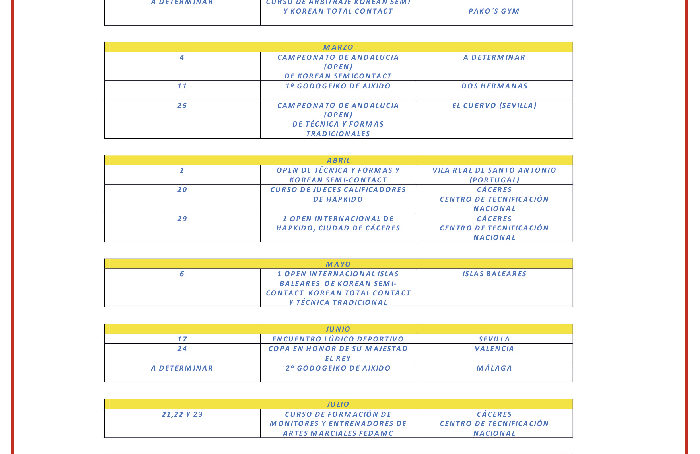 A DETERMINAR CURSO DE ARBITRAJE KOREAN SEMI
Y KOREAN TOTAL CONTACT PAKO´S GYM
MARZO
4 CAMPEONATO DE ANDALUCIA A DETERMINAR
(OPEN)
DE KOREAN SEMICONTACT
11 1º GODOGEIKO DE AIKIDO DOS HERMANAS
25 CAMPEONATO DE ANDALUCIA EL CUERVO (SEVILLA)
(OPEN)
DE TÉCNICA Y FORMAS
TRADICIONALES
ABRIL
1 OPEN DE TÉCNICA Y FORMAS Y VILA REAL DE SANTO ANTONIO
KOREAN SEMI-CONTACT (PORTUGAL)
20 CURSO DE JUECES CALIFICADORES CÁCERES
DE HAPKIDO CENTRO DE TECNIFICACIÓN
NACIONAL
29 1 OPEN INTERNACIONAL DE CÁCERES
HAPKIDO, CIUDAD DE CÁCERES CENTRO DE TECNIFICACIÓN
NACIONAL
MAYO
6 1 OPEN INTERNACIONAL ISLAS ISLAS BALEARES
BALEARES DE KOREAN SEMI-
CONTACT KOREAN TOTAL CONTACT
Y TÉCNICA TRADICIONAL
JUNIO
17 ENCUENTRO LÚDICO DEPORTIVO SEVILLA
24 COPA EN HONOR DE SU MAJESTAD VALENCIA
EL REY
A DETERMINAR 2º GODOGEIKO DE AIKIDO MÁLAGA
JULIO
21,22 Y 23 CURSO DE FORMACIÓN DE CÁCERES
MONITORES Y ENTRENADORES DE CENTRO DE TECNIFICACIÓN
ARTES MARCIALES FEDAMC NACIONAL